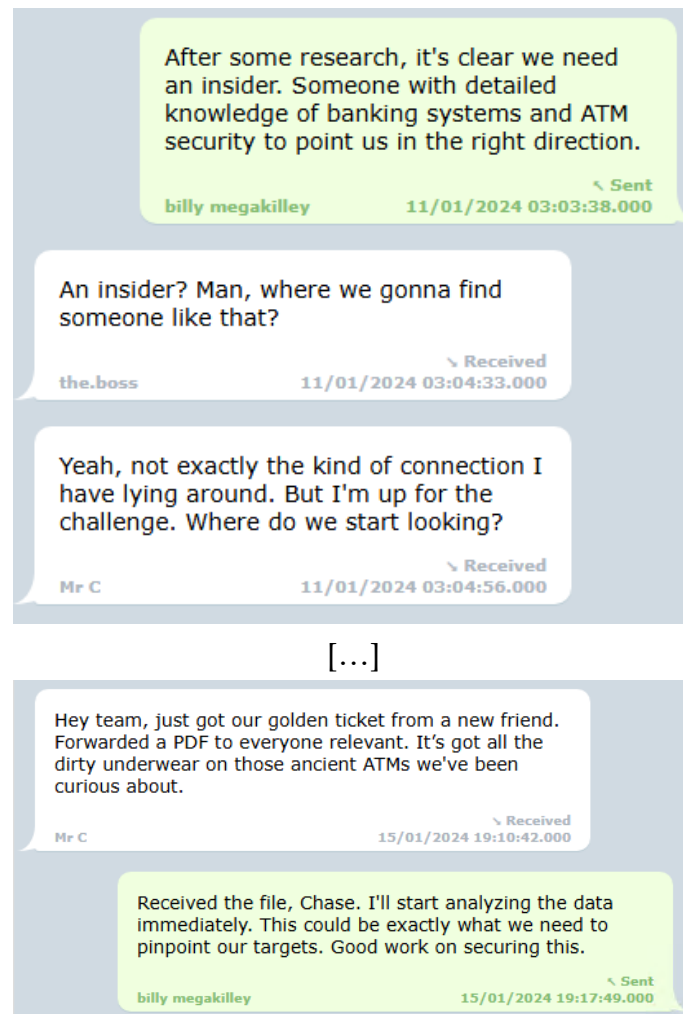 After some research, it's clear we need
an insider. Someone with detailed
knowledge of banking systems and ATM
security to point us in the right direction.
↖ Sent
billy megakilley 11/01/2024 03:03:38.000
An insider? Man, where we gonna find
someone like that?
↘ Received
the.boss 11/01/2024 03:04:33.000
Yeah, not exactly the kind of connection I
have lying around. But I'm up for the
challenge. Where do we start looking?
↘ Received
Mr C 11/01/2024 03:04:56.000
[…]
Hey team, just got our golden ticket from a new friend.
Forwarded a PDF to everyone relevant. It’s got all the
dirty underwear on those ancient ATMs we've been
curious about.
↘ Received
Mr C 15/01/2024 19:10:42.000
Received the file, Chase. I'll start analyzing the data
immediately. This could be exactly what we need to
pinpoint our targets. Good work on securing this.
↖ Sent
billy megakilley 15/01/2024 19:17:49.000